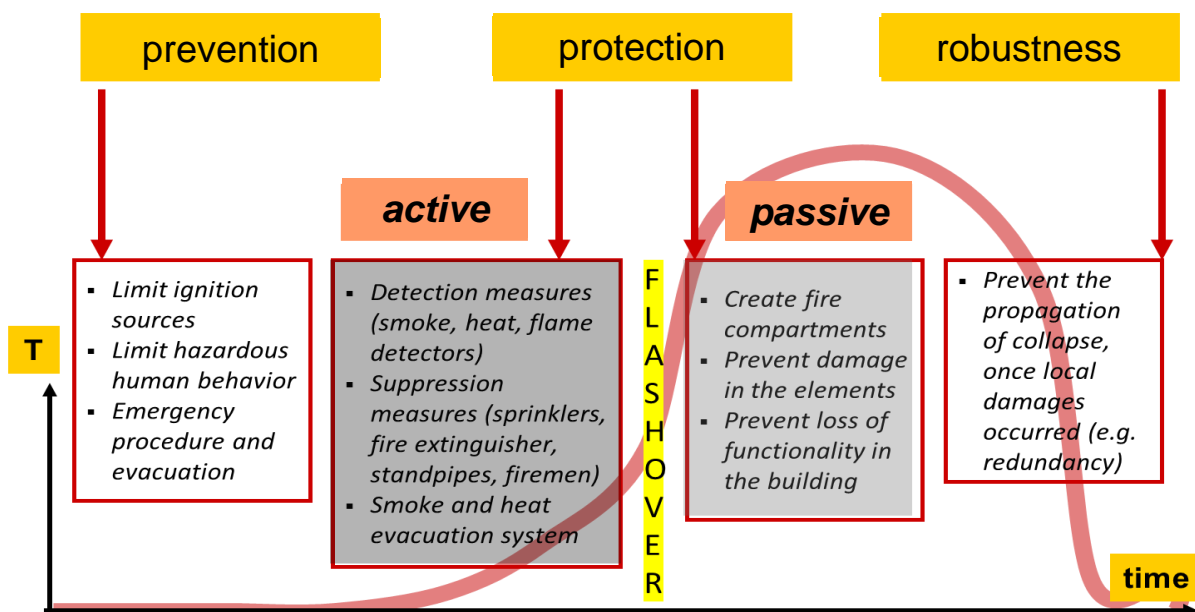 prevention
protection
robustness
active
passive
▪ Limit ignition
sources
▪ Limit hazardous
human behavior
▪ Emergency
procedure and
evacuation
▪ Detection measures
(smoke, heat, flame
detectors)
▪ Suppression
measures (sprinklers,
fire extinguisher,
standpipes, firemen)
▪ Smoke and heat
evacuation system
F
L
A
S
H
O
V
E
R
▪ Create fire
compartments
▪ Prevent damage
in the elements
▪ Prevent loss of
functionality in
the building
▪ Prevent the
propagation
of collapse,
once local
damages
occurred (e.g.
redundancy)
T
time